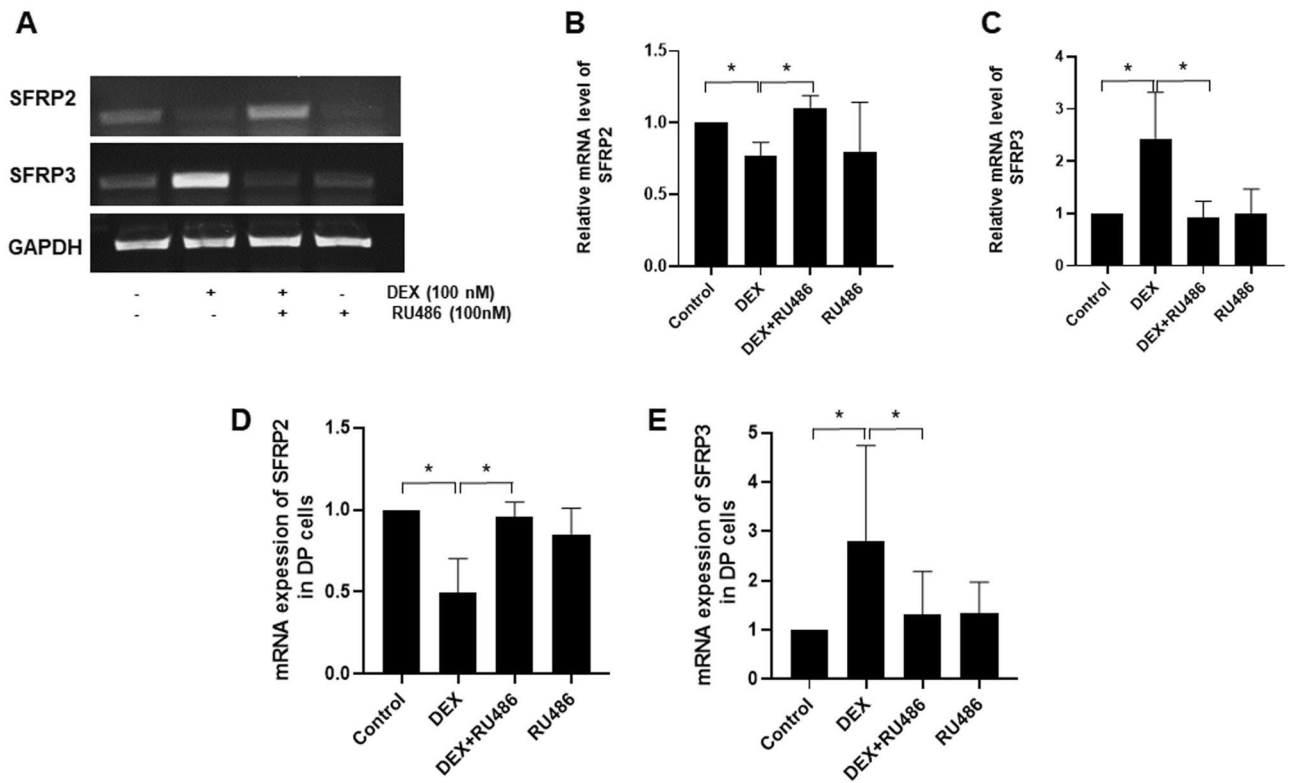 A
SFRP2
SFRP3
GAPDH
- + + - DEX (100 nM)
- - + + RU486 (100nM)
B
Relative mRNA level of
SFRP2
1.5
1.0
0.5
0.0
* *
Control DEX DEX+RU486 RU486
C
Relative mRNA level of
SFRP3
4
3
2
1
0
* *
Control DEX DEX+RU486 RU486
D
mRNA expession of SFRP2
in DP cells
1.5
1.0
0.5
0.0
* *
Control DEX DEX+RU486 RU486
E
mRNA expession of SFRP3
in DP cells
5
4
3
2
1
0
* *
Control DEX DEX+RU486 RU486